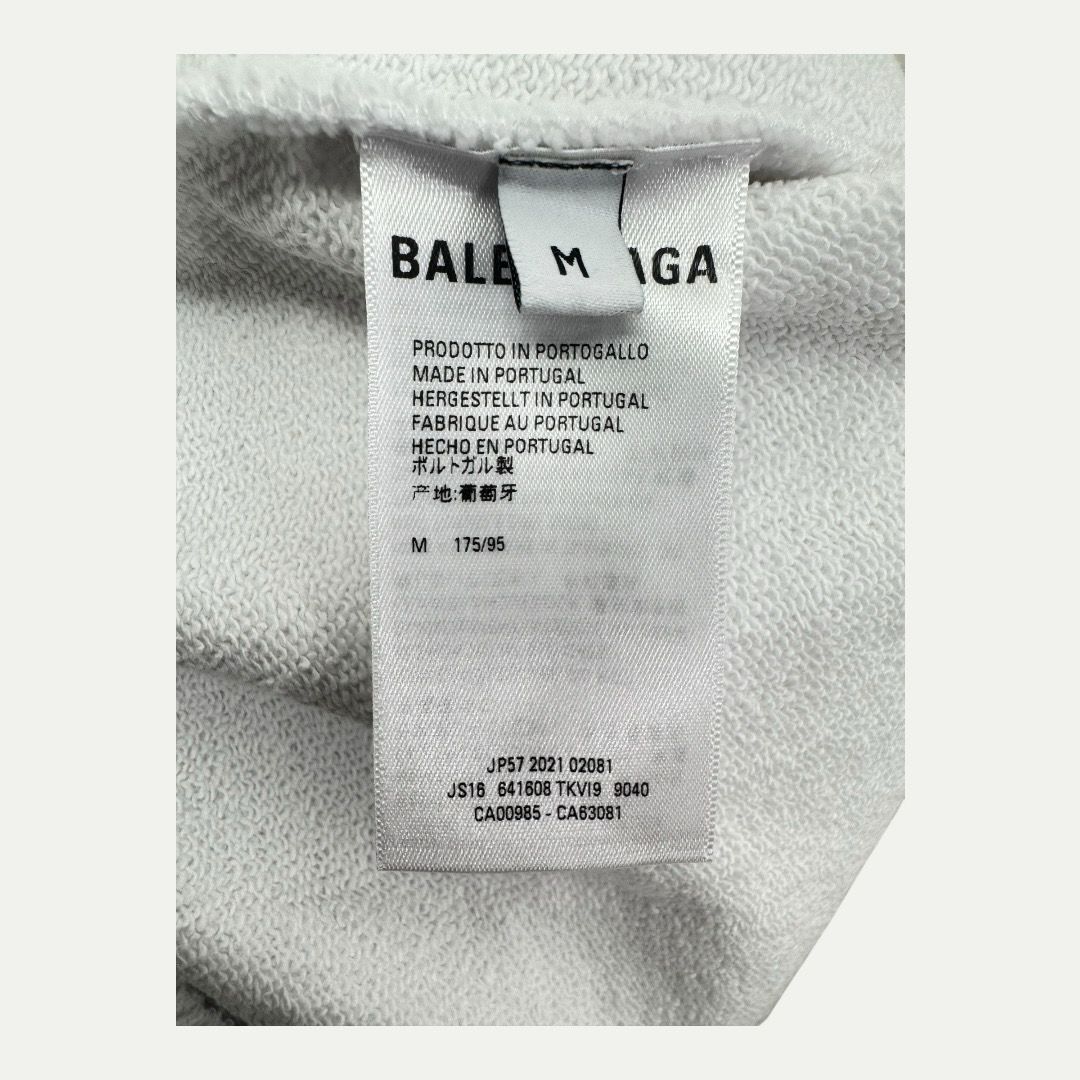 BALE
M
AGA
PRODOTTO IN PORTOGALLO
MADE IN PORTUGAL
HERGESTELLT IN PORTUGAL
FABRIQUE AU PORTUGAL
HECHO EN PORTUGAL
ポルトガル製
产地:葡萄牙
M 175/95
JP57 2021 02081
JS16 641608 TKVI9 9040
CA00985 - CA63081